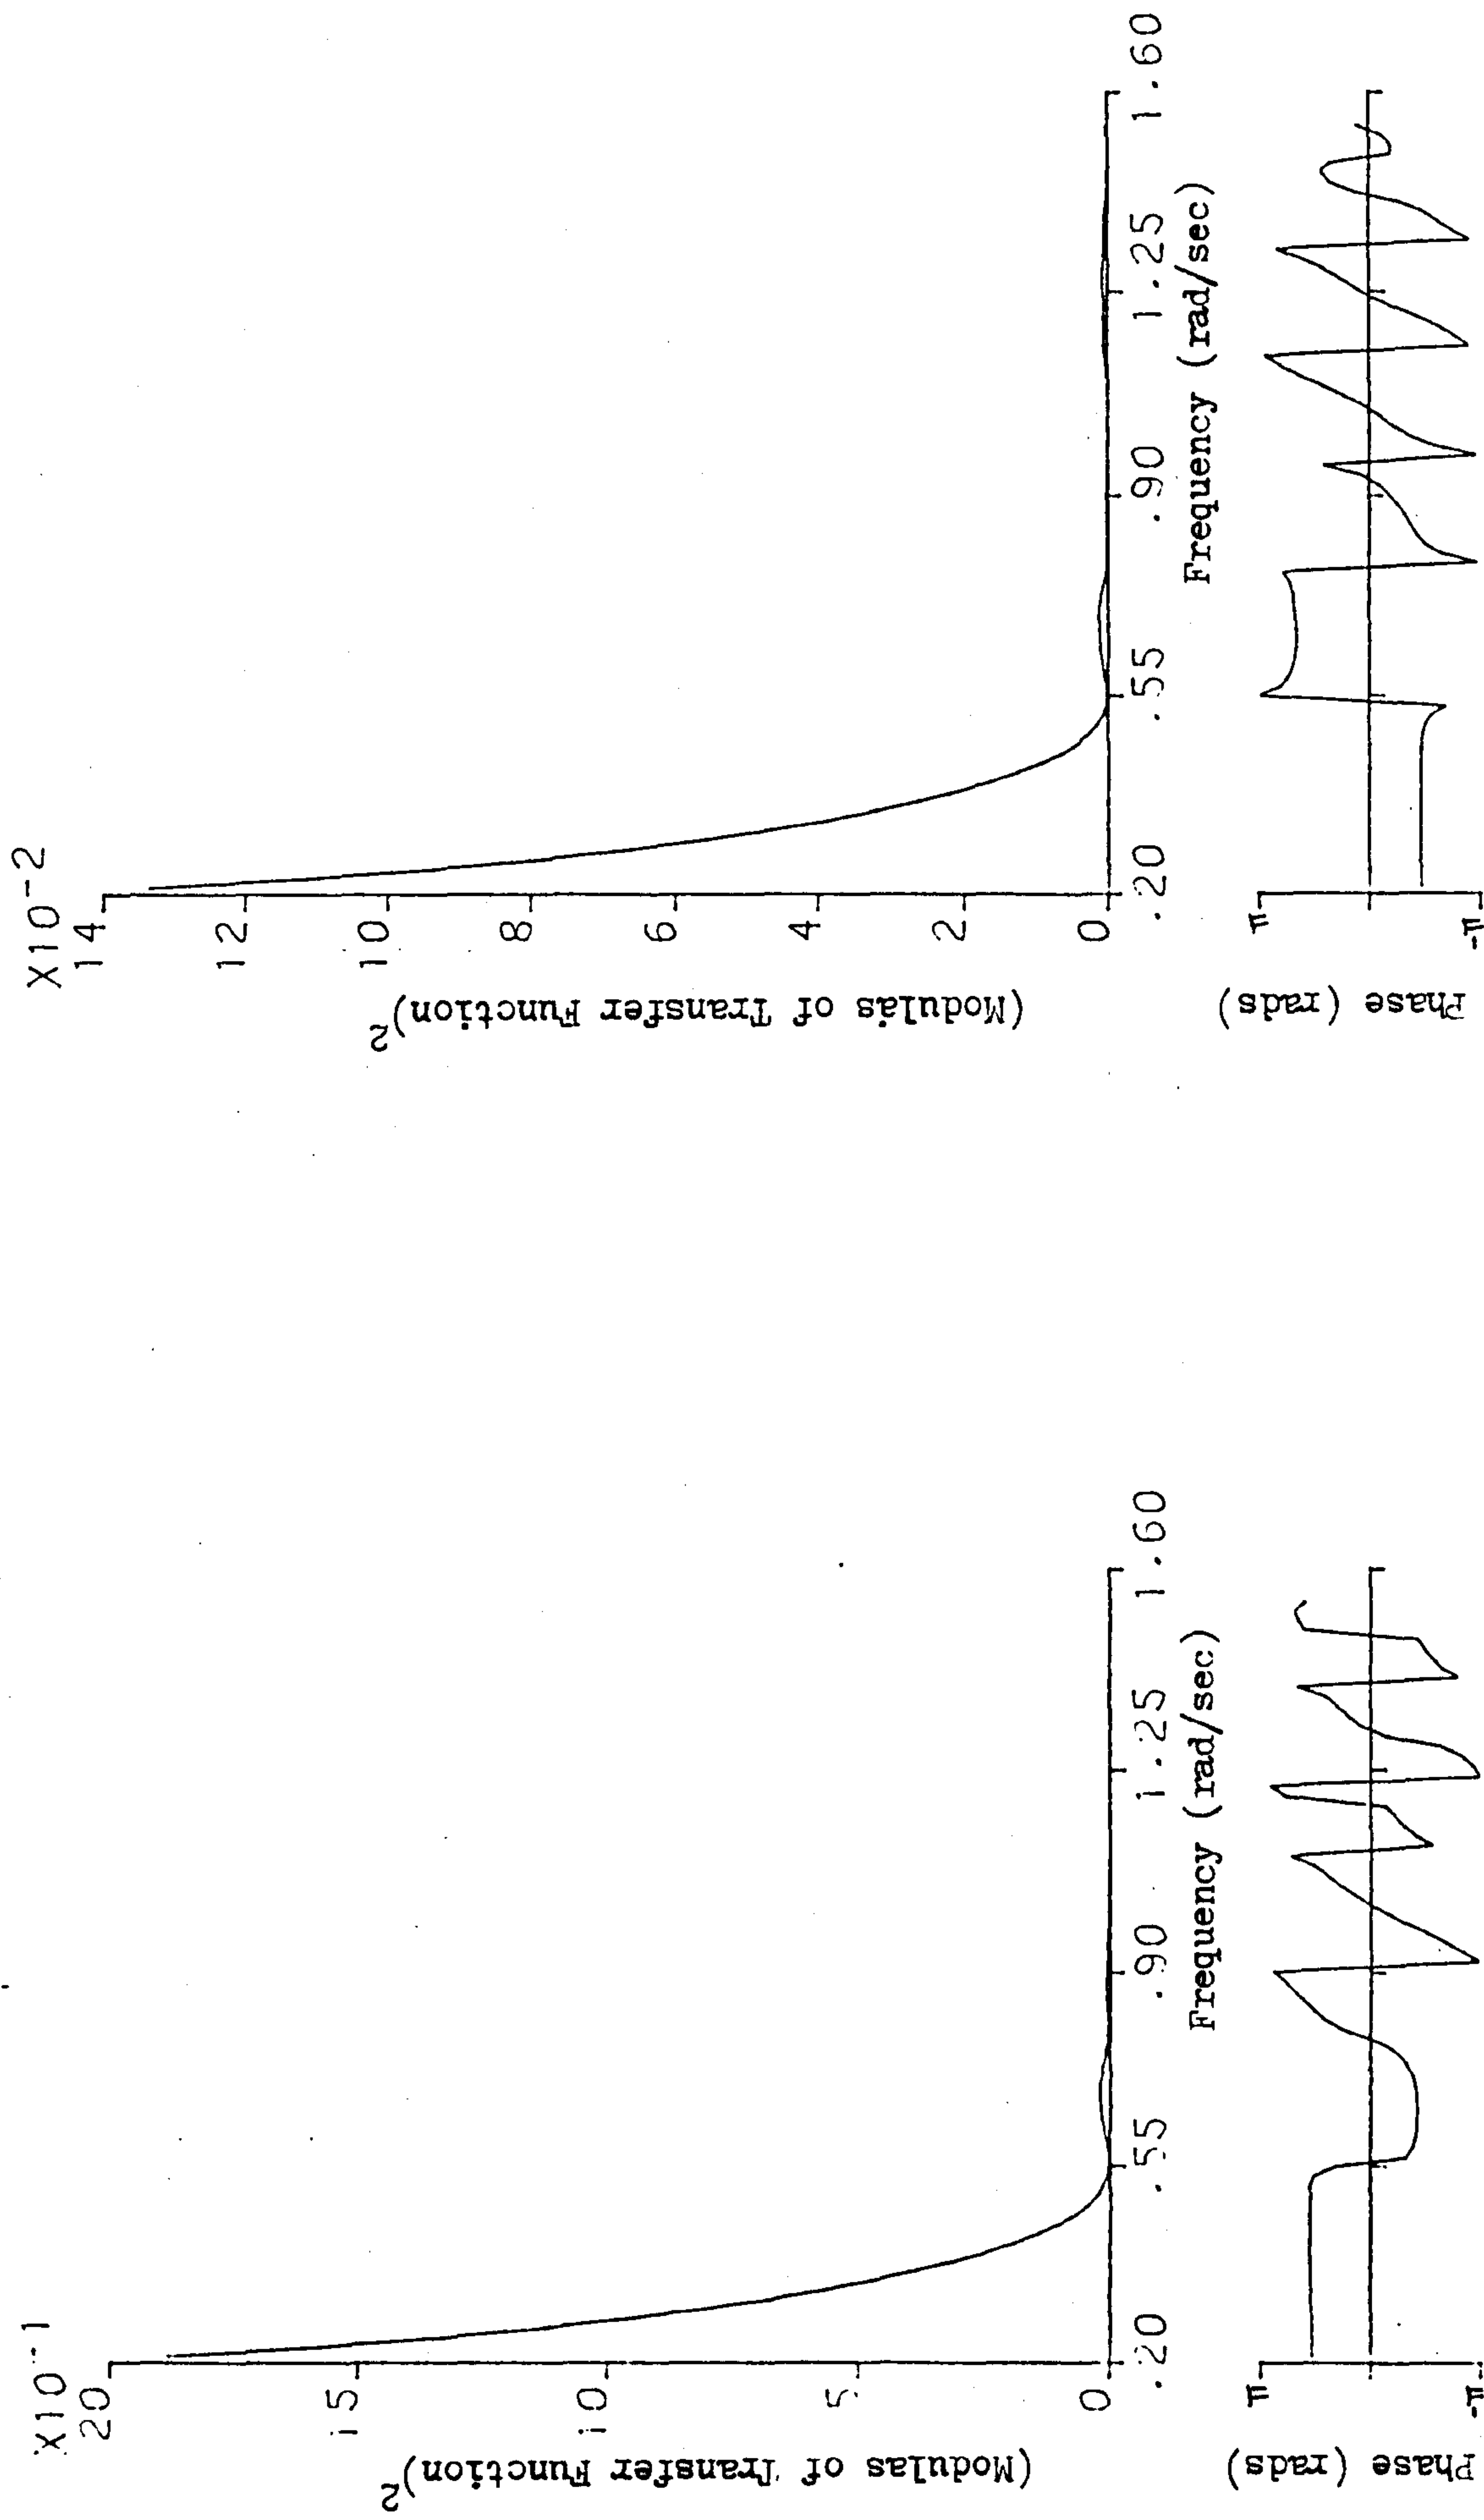 X10-1
20
15
10
5
0
(Modulas of Transfer Function)2
.20
.55
.90
1.25
1.60
Frequency (rad/sec)
π
-π
Phase (rads)
X10-2
14
12
10
8
6
4
2
0
(Modulas of Transfer Function)2
.20
.55
.90
1.25
1.60
Frequency (rad/sec)
π
-π
Phase (rads)